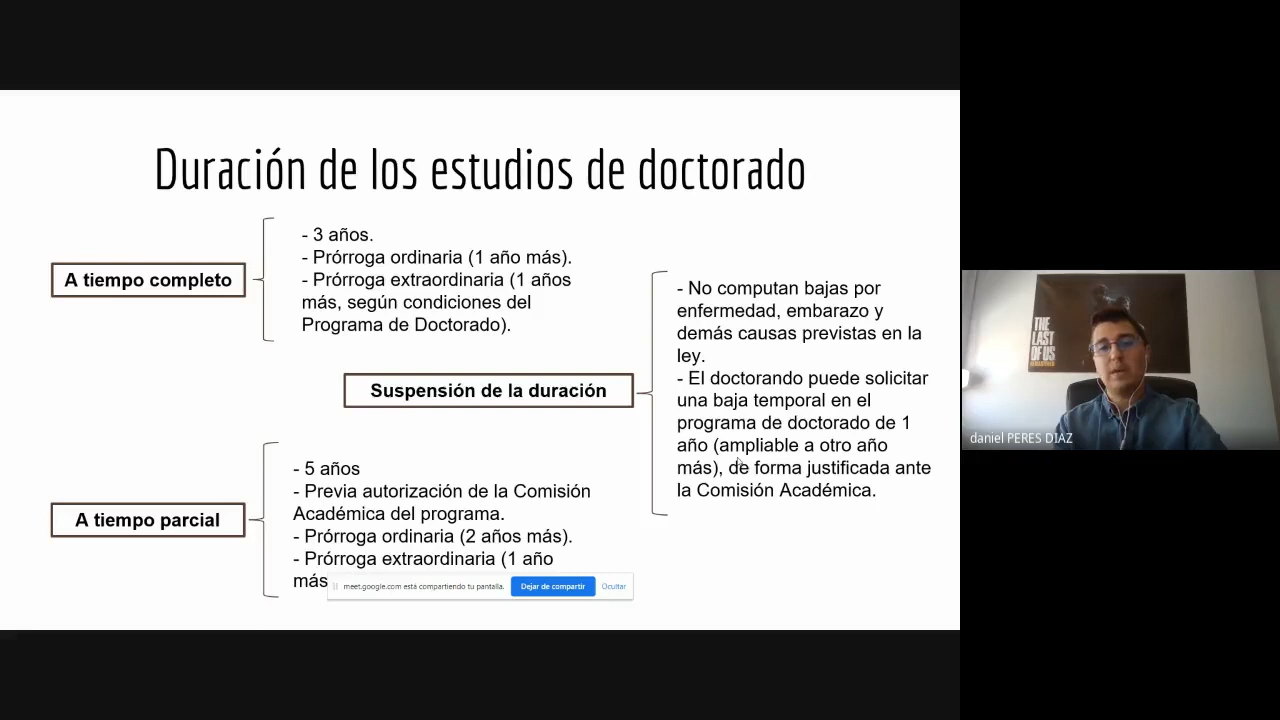 Duración de los estudios de doctorado
A tiempo completo
- 3 años.
- Prórroga ordinaria (1 año más).
- Prórroga extraordinaria (1 años
más, según condiciones del
Programa de Doctorado).
Suspensión de la duración
- No computan bajas por
enfermedad, embarazo y
demás causas previstas en la
ley.
- El doctorando puede solicitar
una baja temporal en el
programa de doctorado de 1
año (ampliable a otro año
más), de forma justificada ante
la Comisión Académica.
A tiempo parcial
- 5 años
- Previa autorización de la Comisión
Académica del programa.
- Prórroga ordinaria (2 años más).
- Prórroga extraordinaria (1 año
más
meet.google.com está compartiendo tu pantalla.
Dejar de compartir
Ocultar
THE
LAST
OF US
daniel PERES DIAZ